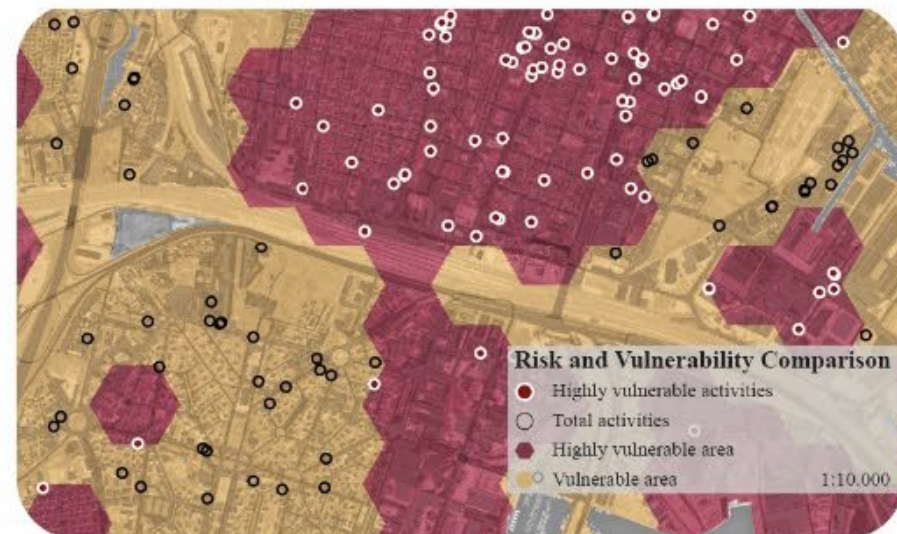 Risk and Vulnerability Comparison
Highly vulnerable activities
Total activities
Highly vulnerable area
Vulnerable area 1:10.000